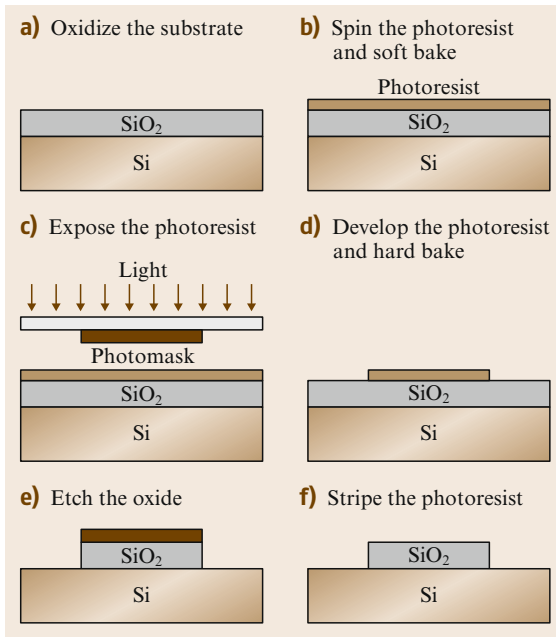 a) Oxidize the substrate
SiO₂
Si
b) Spin the photoresist
and soft bake
Photoresist
SiO₂
Si
c) Expose the photoresist
Light
Photomask
SiO₂
Si
d) Develop the photoresist
and hard bake
SiO₂
Si
e) Etch the oxide
SiO₂
Si
f) Stripe the photoresist
SiO₂
Si